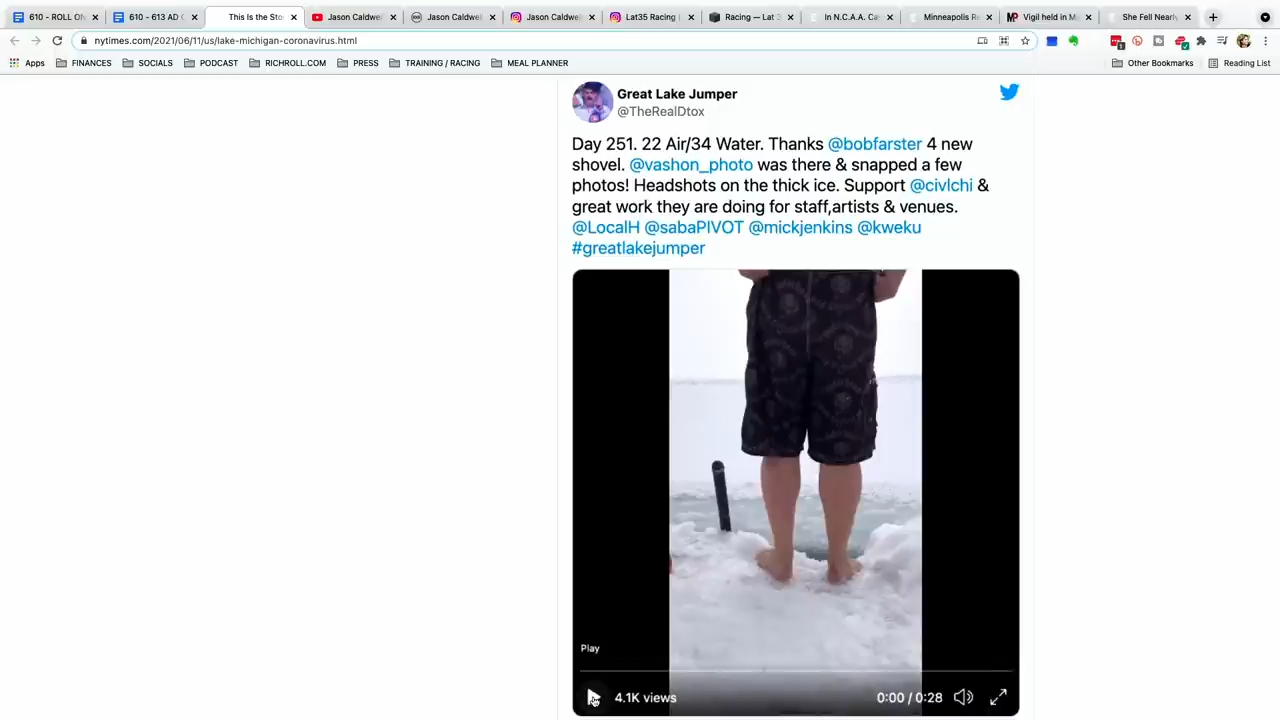 610 - ROLL ON
610 - 613 AD C
This Is the Sto
Jason Caldwe
Jason Caldwe
Jason Caldwe
Lat35 Racing (
Racing — Lat 3
In N.C.A.A. Ca
Minneapolis Re
Vigil held in M
She Fell Nearly
nytimes.com/2021/06/11/us/lake-michigan-coronavirus.html
Apps
FINANCES
SOCIALS
PODCAST
RICHROLL.COM
PRESS
TRAINING / RACING
MEAL PLANNER
Other Bookmarks
Reading List
Great Lake Jumper
@TheRealDtox
Day 251. 22 Air/34 Water. Thanks @bobfarster 4 new
shovel. @vashon_photo was there & snapped a few
photos! Headshots on the thick ice. Support @civlchi &
great work they are doing for staff,artists & venues.
@LocalH @sabaPIVOT @mickjenkins @kweku
#greatlakejumper
Play
4.1K views
0:00 / 0:28